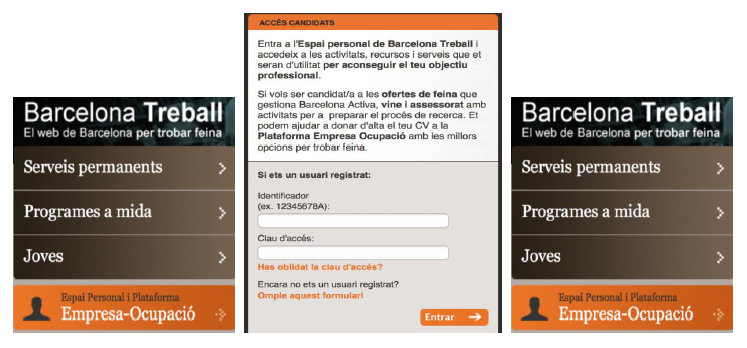 Barcelona Treball
El web de Barcelona per trobar feina
Serveis permanents
Programes a mida
Joves
Espai Personal i Plataforma
Empresa-Ocupació
ACCÉS CANDIDATS
Entra a l'Espai personal de Barcelona Treball i
accedeix a les activitats, recursos i serveis que et
seran d'utilitat per aconseguir el teu objectiu
professional.
Si vols ser candidat/a a les ofertes de feina que
gestiona Barcelona Activa, vine i assessorat amb
activitats per a preparar el procés de recerca. Et
podem ajudar a donar d'alta el teu CV a la
Plataforma Empresa Ocupació amb les millors
opcions per trobar feina.
Si ets un usuari registrat:
Identificador
(ex. 12345678A):
Clau d'accés:
Has oblidat la clau d'accés?
Encara no ets un usuari registrat?
Omple aquest formulari
Entrar
Barcelona Treball
El web de Barcelona per trobar feina
Serveis permanents
Programes a mida
Joves
Espai Personal i Plataforma
Empresa-Ocupació